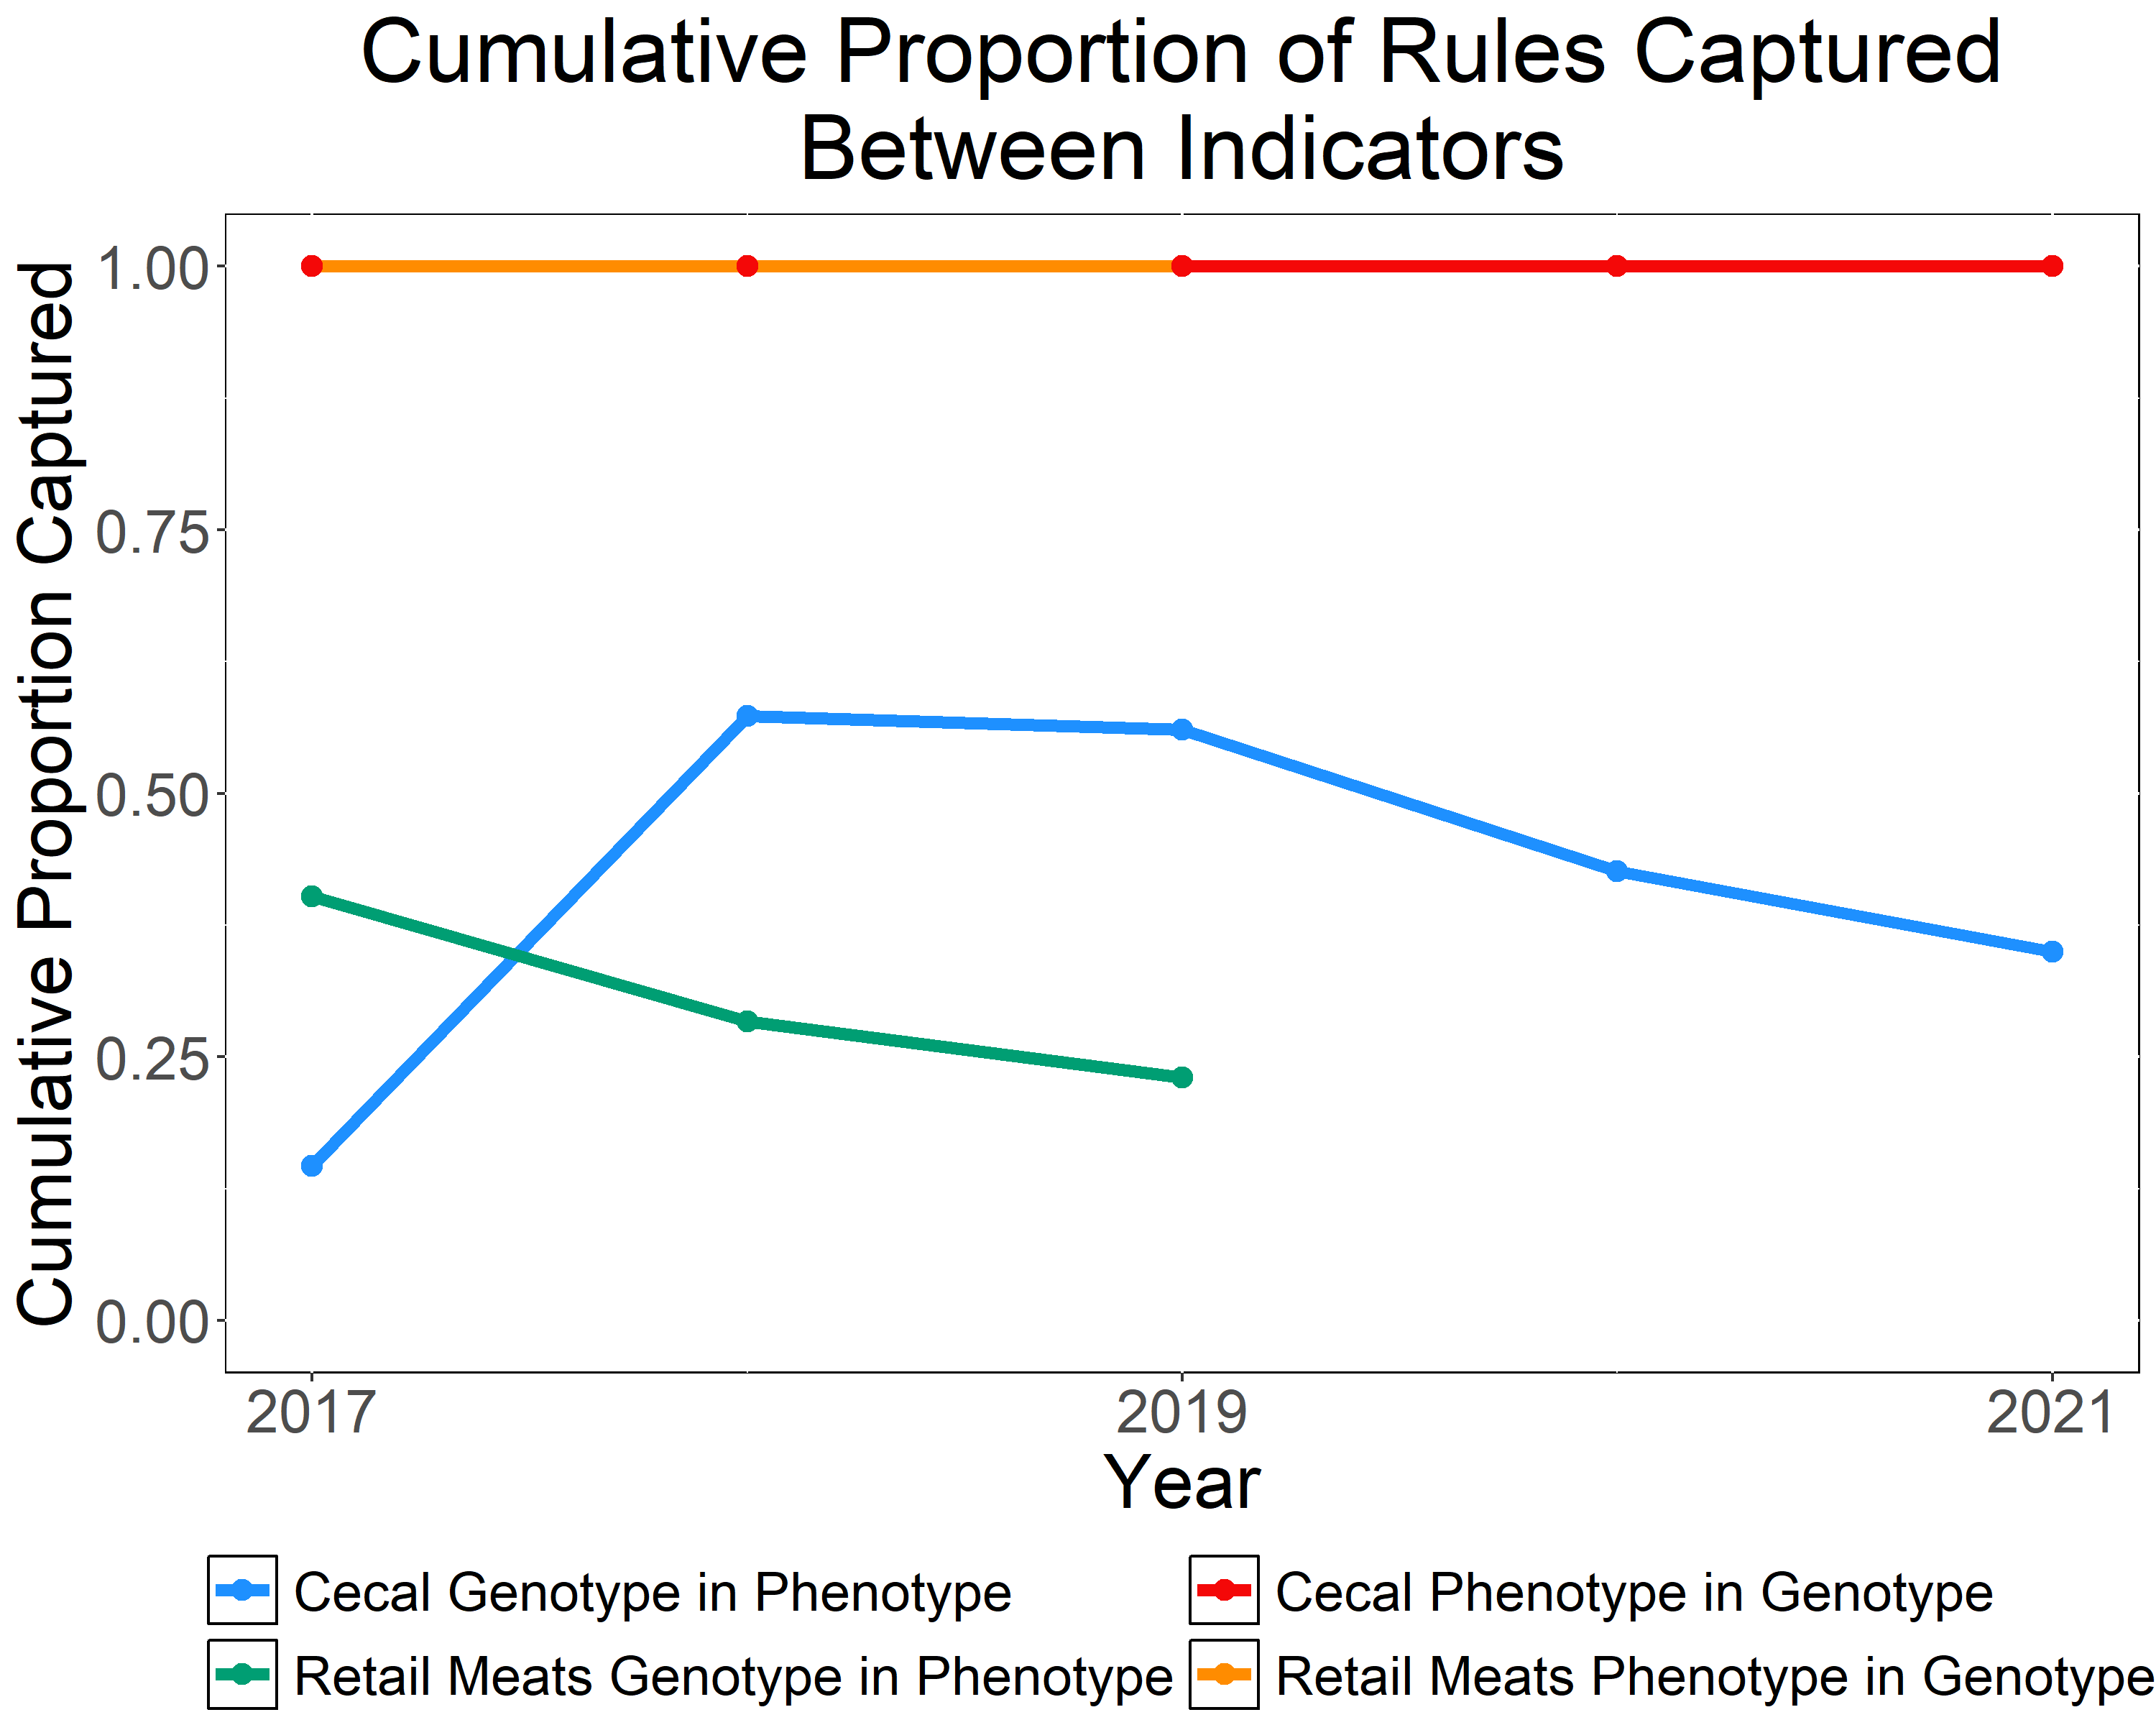 Cumulative Proportion of Rules Captured
Between Indicators
Cumulative Proportion Captured
1.00
0.75
0.50
0.25
0.00
2017 2019 2021
Year
Cecal Genotype in Phenotype Cecal Phenotype in Genotype
Retail Meats Genotype in Phenotype Retail Meats Phenotype in Genotype